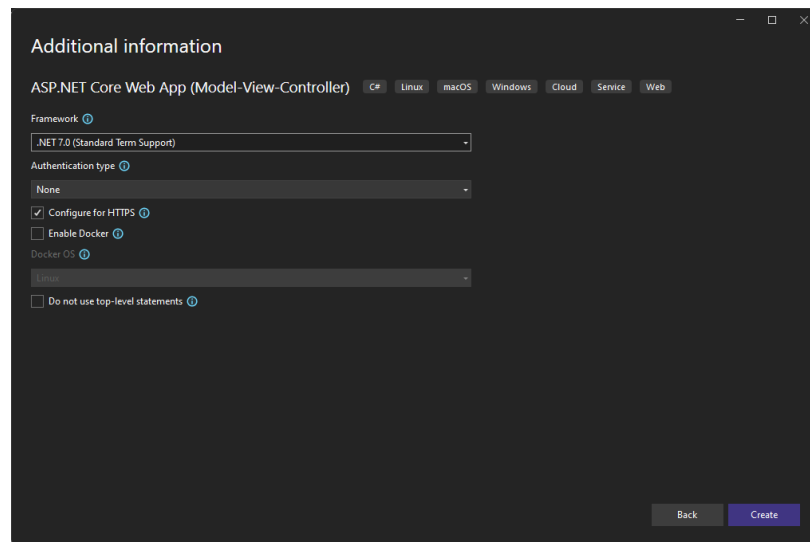 Additional information
ASP.NET Core Web App (Model-View-Controller) C# Linux macOS Windows Cloud Service Web
Framework
.NET 7.0 (Standard Term Support)
Authentication type
None
Configure for HTTPS
Enable Docker
Docker OS
Linux
Do not use top-level statements
Back Create